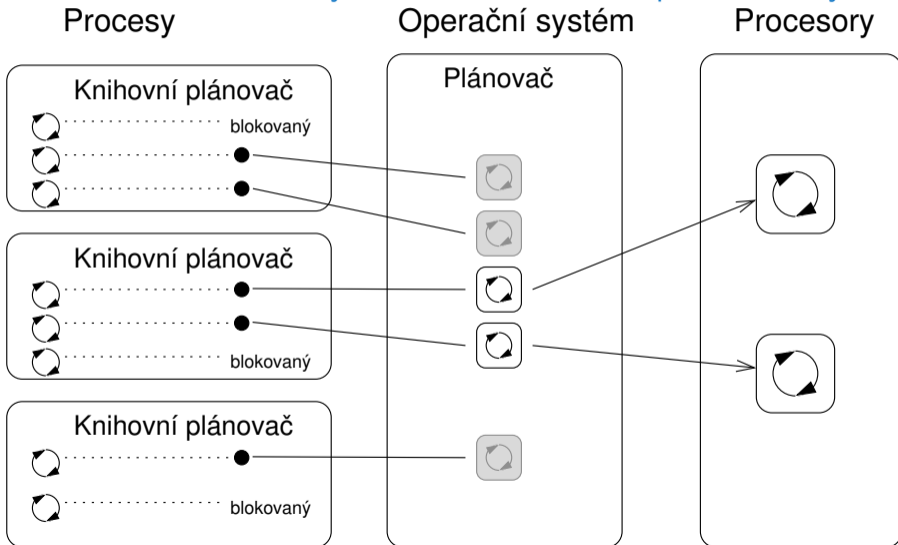 Procesy
Operační systém
Procesory
Knihovní plánovač
blokovaný
Plánovač
Knihovní plánovač
blokovaný
Knihovní plánovač
blokovaný